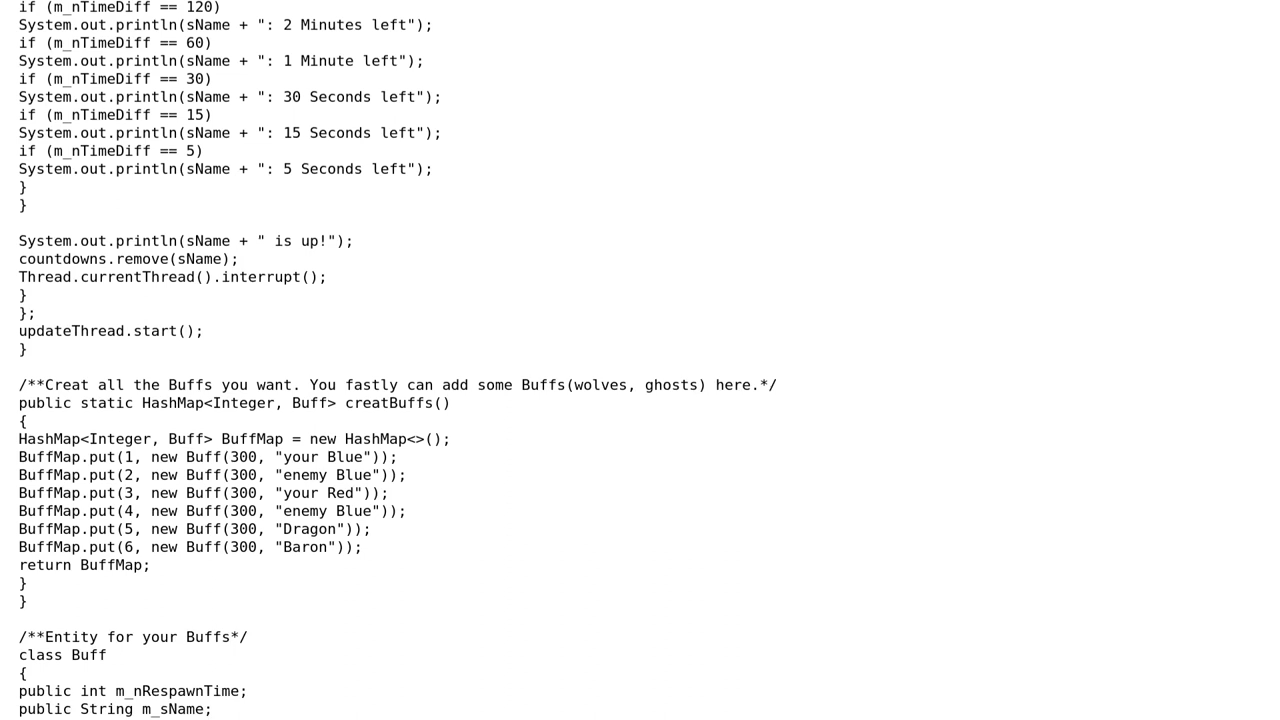 if (m_nTimeDiff == 120)
System.out.println(sName + ": 2 Minutes left");
if (m_nTimeDiff == 60)
System.out.println(sName + ": 1 Minute left");
if (m_nTimeDiff == 30)
System.out.println(sName + ": 30 Seconds left");
if (m_nTimeDiff == 15)
System.out.println(sName + ": 15 Seconds left");
if (m_nTimeDiff == 5)
System.out.println(sName + ": 5 Seconds left");
}
}

System.out.println(sName + " is up!");
countdowns.remove(sName);
Thread.currentThread().interrupt();
}
};
updateThread.start();
}

/**Creat all the Buffs you want. You fastly can add some Buffs(wolves, ghosts) here.*/
public static HashMap<Integer, Buff> creatBuffs()
{
HashMap<Integer, Buff> BuffMap = new HashMap<>();
BuffMap.put(1, new Buff(300, "your Blue"));
BuffMap.put(2, new Buff(300, "enemy Blue"));
BuffMap.put(3, new Buff(300, "your Red"));
BuffMap.put(4, new Buff(300, "enemy Blue"));
BuffMap.put(5, new Buff(300, "Dragon"));
BuffMap.put(6, new Buff(300, "Baron"));
return BuffMap;
}
}

/**Entity for your Buffs*/
class Buff
{
public int m_nRespawnTime;
public String m_sName;